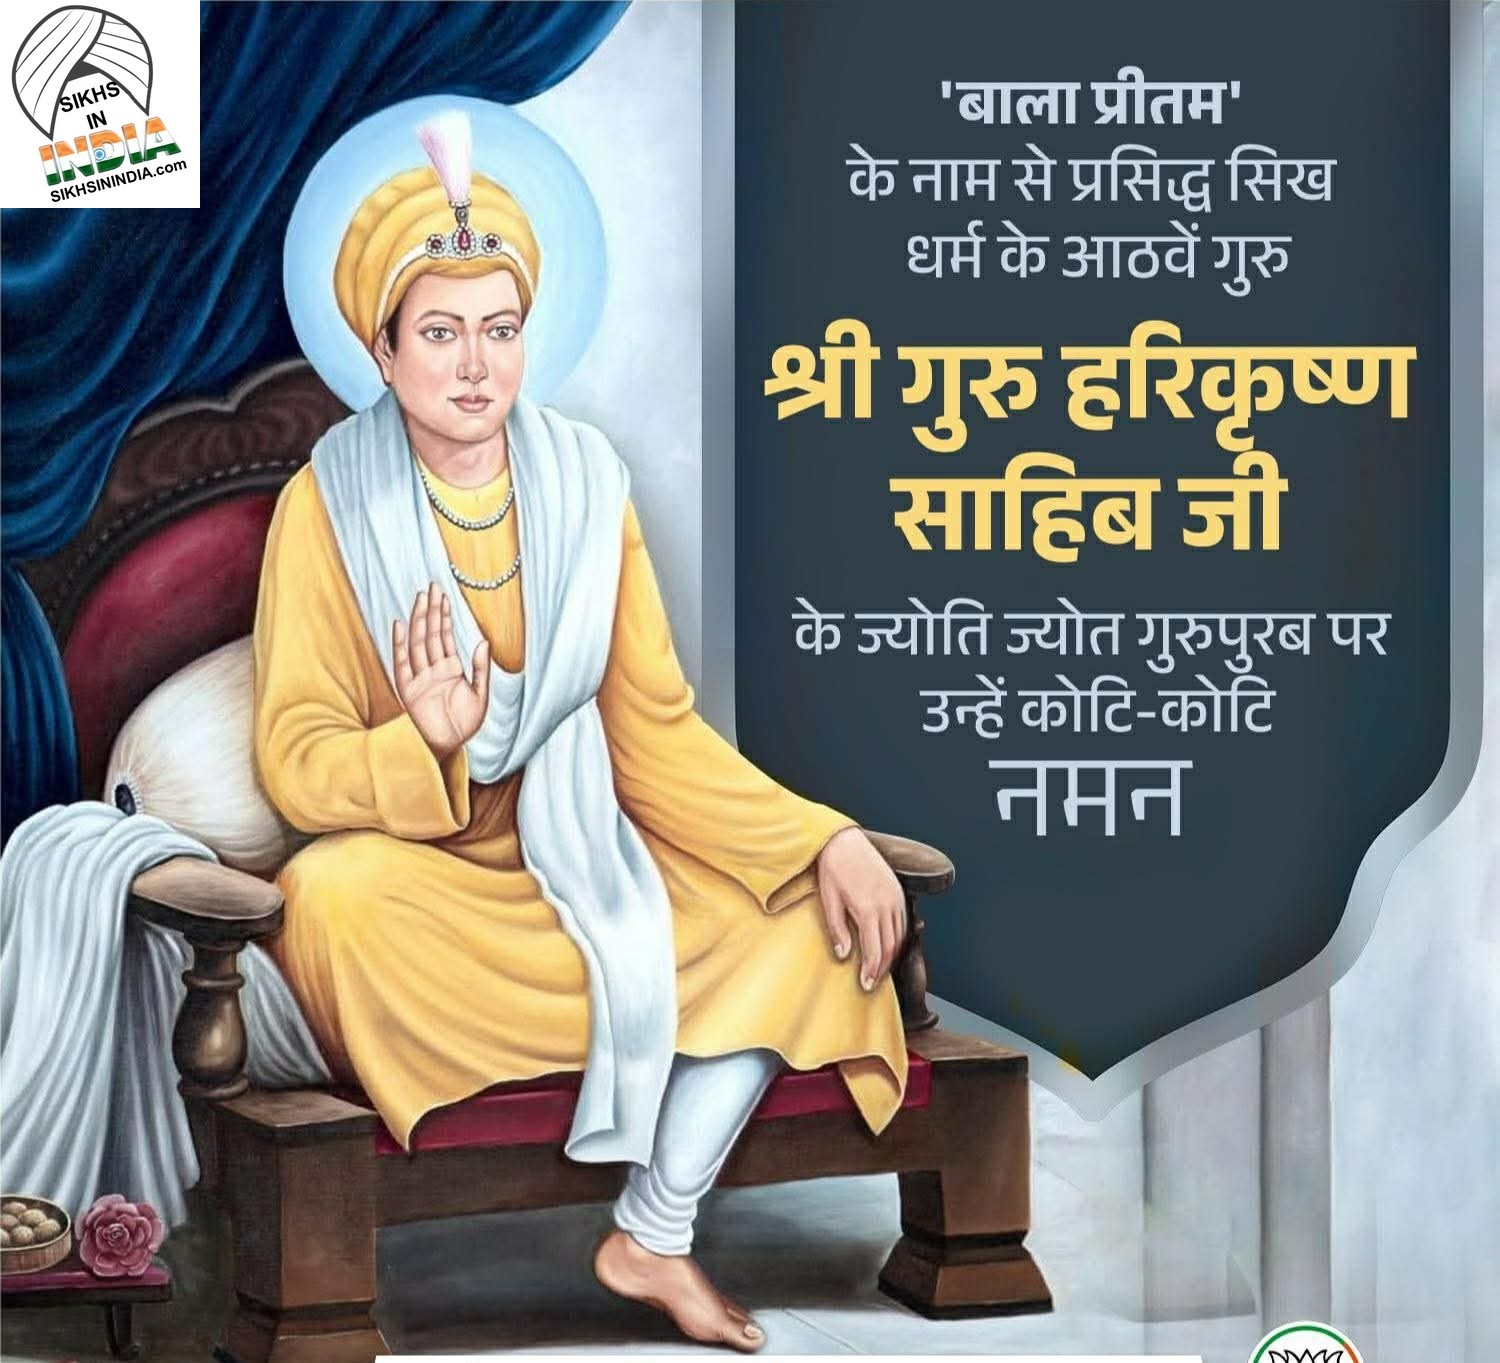 SIKHS
IN
INDIA
SIKHSININDIA.com
'बाला प्रीतम'
के नाम से प्रसिद्ध सिख
धर्म के आठवें गुरु
श्री गुरु हरिकृष्ण
साहिब जी
के ज्योति ज्योत गुरुपुरब पर
उन्हें कोटि-कोटि
नमन